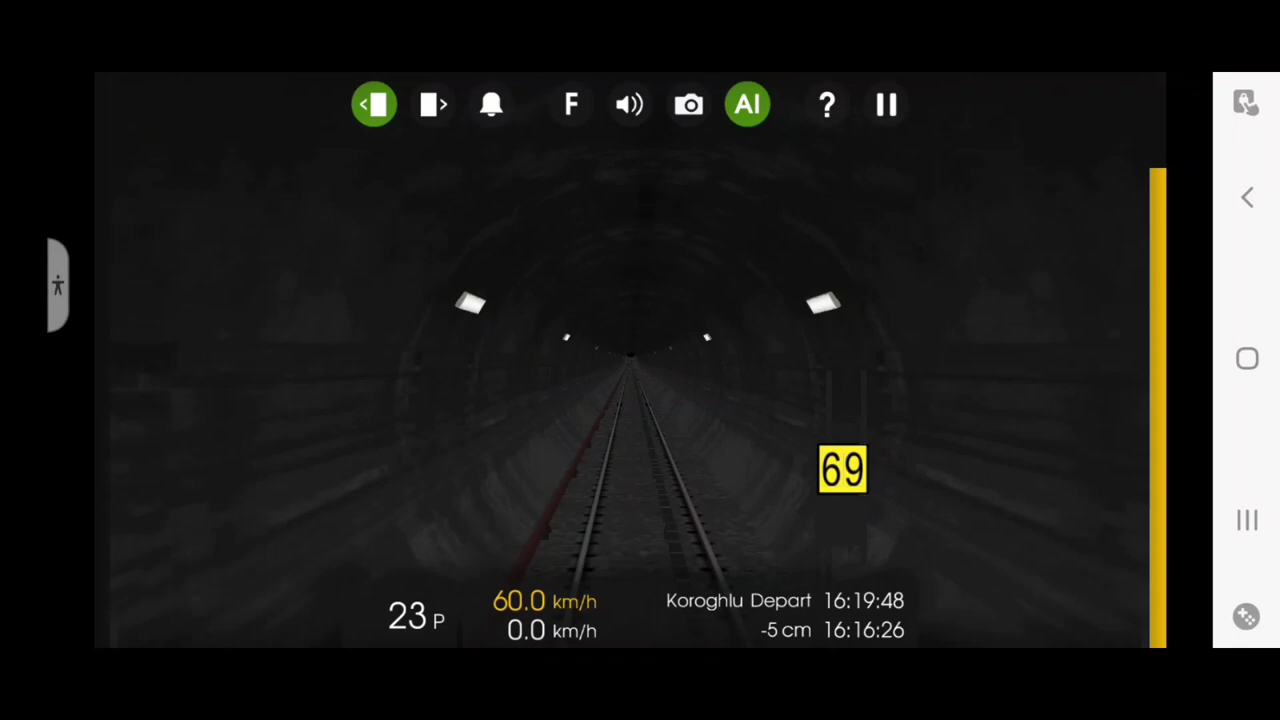 F AI ?
69
23 P
60.0 km/h
0.0 km/h
Koroghlu Depart 16:19:48
-5 cm 16:16:26